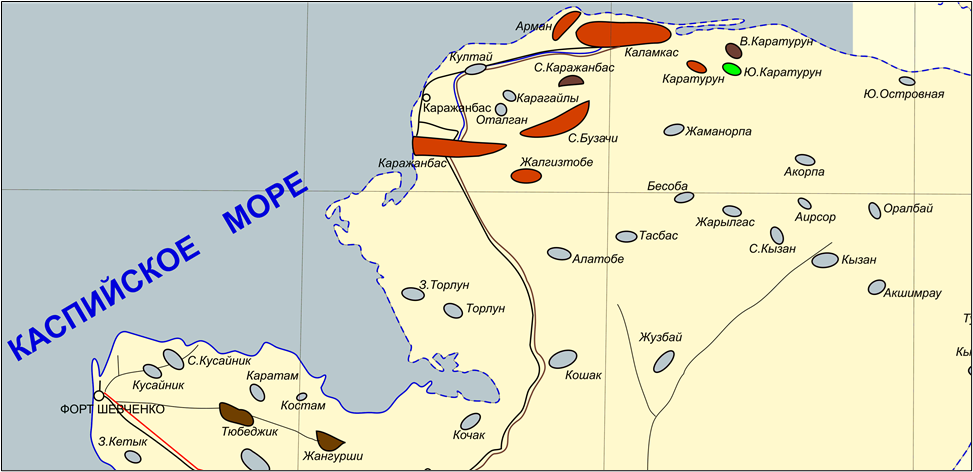 Арман
Каламкас
В.Каратурун
Култай
С.Каражанбас
Каратурун
Ю.Каратурун
Ю.Островная
Каражанбас
Карагайлы
Оталган
С.Бузачи
Жаманорпа
Каражанбас
Жалгизтобе
Акорпа
Бесоба
Жарылгас
Аирсор
Оралбай
КАСПИЙСКОЕ МОРЕ
Тасбас
С.Кызан
Алатобе
Кызан
З.Торлун
Акшимрау
Торлун
Жузбай
С.Кусайник
Кусайник
Каратам
Кошак
Костам
ФОРТ ШЕВЧЕНКО
Тюбеджик
Кочак
З.Кетык
Жангурши